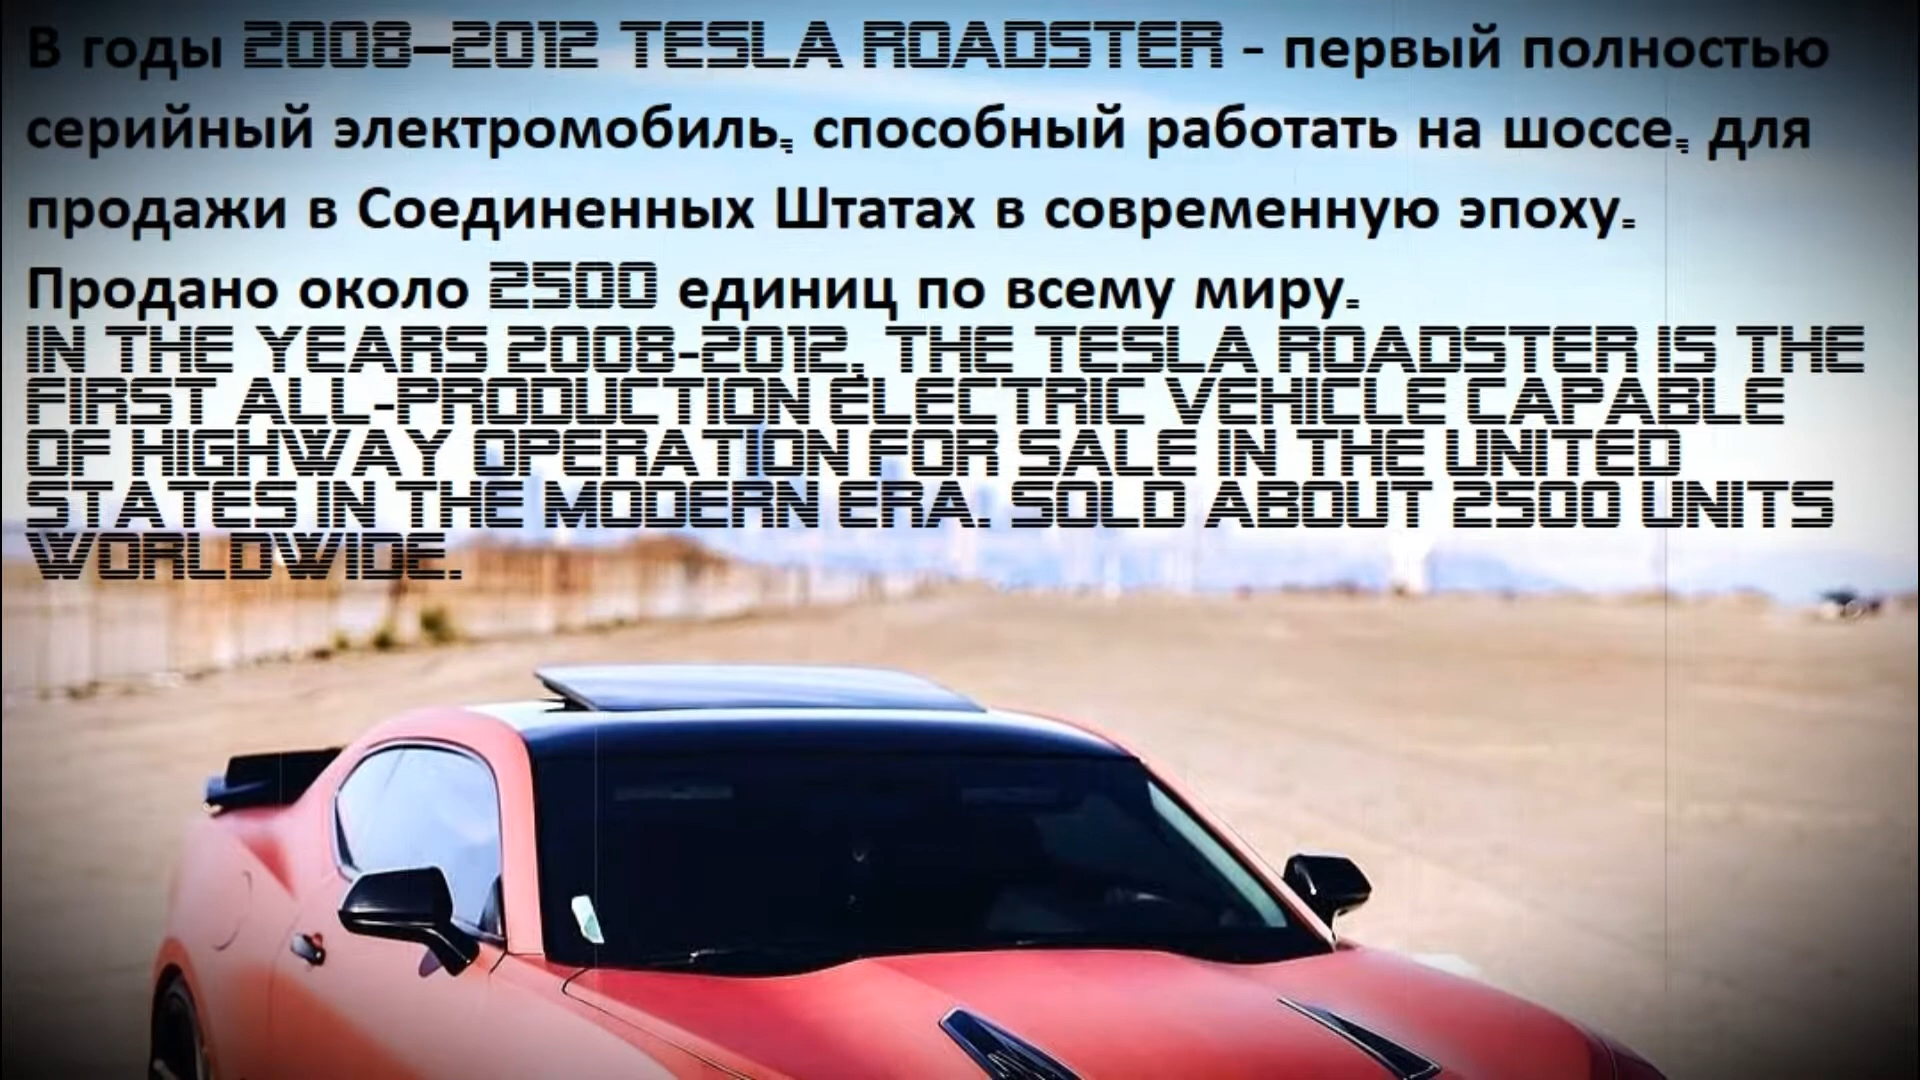 В годы 2008–2012 TESLA ROADSTER - первый полностью
серийный электромобиль, способный работать на шоссе, для
продажи в Соединенных Штатах в современную эпоху.
Продано около 2500 единиц по всему миру.
IN THE YEARS 2008-2012, THE TESLA ROADSTER IS THE
FIRST ALL-PRODUCTION ELECTRIC VEHICLE CAPABLE
OF HIGHWAY OPERATION FOR SALE IN THE UNITED
STATES IN THE MODERN ERA. SOLD ABOUT 2500 UNITS
WORLDWIDE.